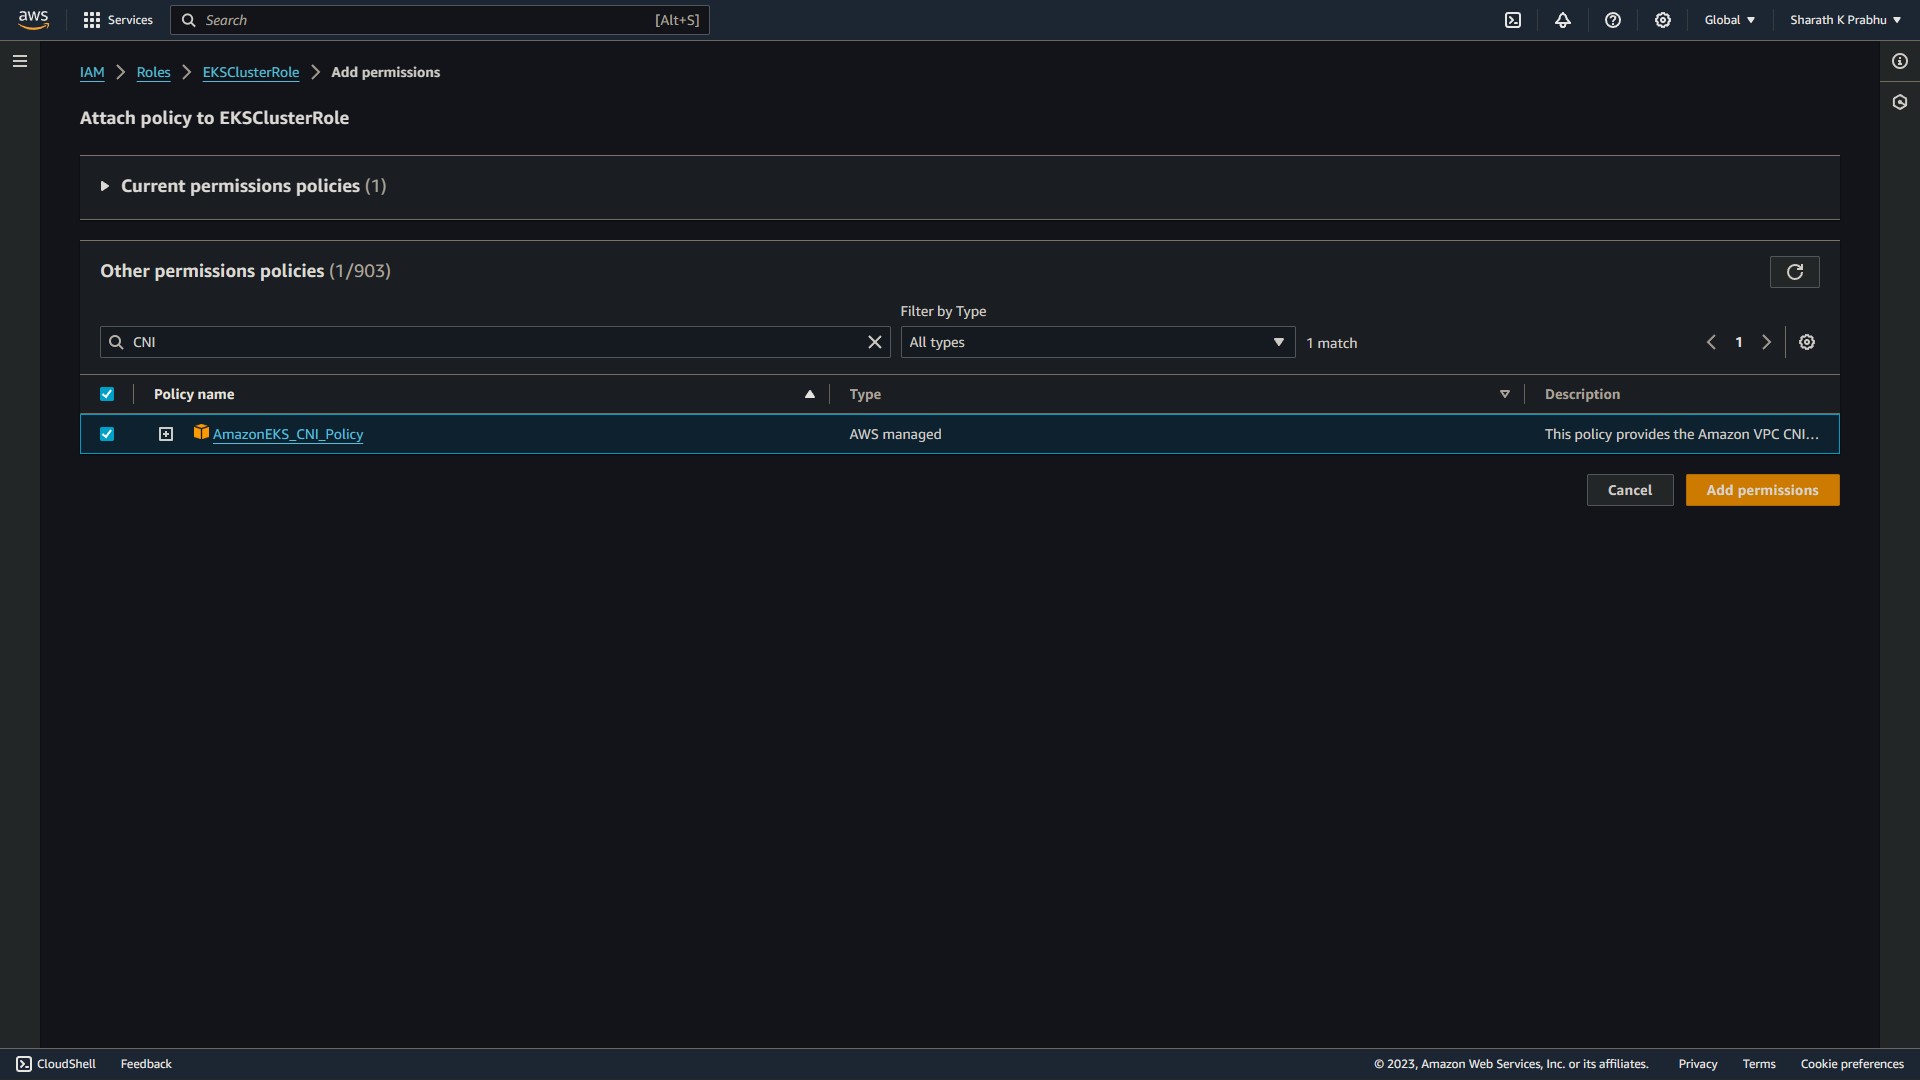 aws
Services
Search
[Alt+S]
Global
Sharath K Prabhu
IAM
Roles
EKSClusterRole
Add permissions
Attach policy to EKSClusterRole
Current permissions policies (1)
Other permissions policies (1/903)
Filter by Type
CNI
All types
1 match
1
Policy name
Type
Description
AmazonEKS_CNI_Policy
AWS managed
This policy provides the Amazon VPC CNI...
Cancel
Add permissions
CloudShell
Feedback
© 2023, Amazon Web Services, Inc. or its affiliates.
Privacy
Terms
Cookie preferences